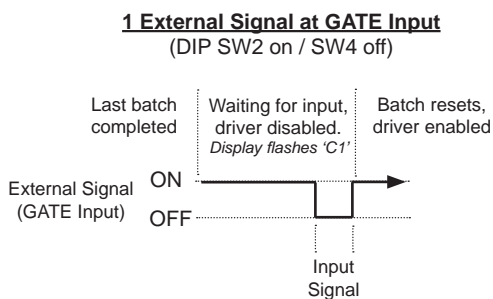 1 External Signal at GATE Input
(DIP SW2 on / SW4 off)
Last batch
completed
Waiting for input,
driver disabled.
Display flashes 'C1'
Batch resets,
driver enabled
External Signal
(GATE Input)
ON
OFF
Input
Signal